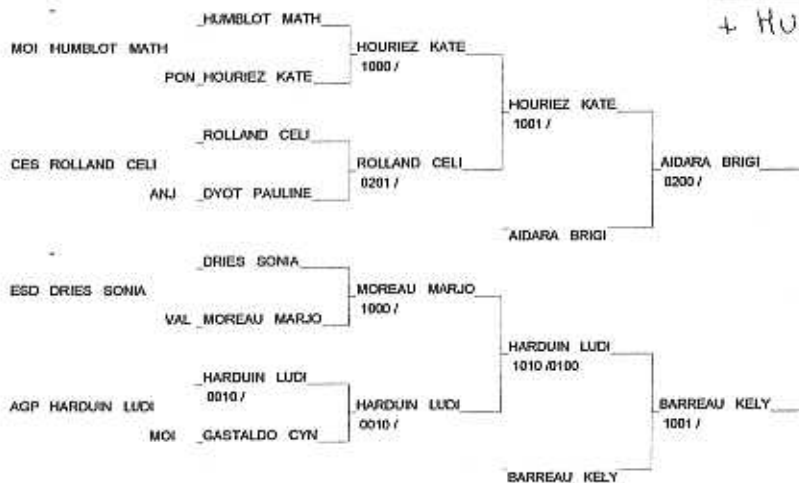 HUMBLOT MATH
+ HU
MOI HUMBLOT MATH
HOURIEZ KATE
1000 /
PON HOURIEZ KATE
HOURIEZ KATE
1001 /
ROLLAND CELI
CES ROLLAND CELI
ROLLAND CELI
0201 /
AIDARA BRIGI
0200 /
ANJ DYOT PAULINE
AIDARA BRIGI
DRIES SONIA
ESD DRIES SONIA
MOREAU MARJO
1000 /
VAL MOREAU MARJO
HARDUIN LUDI
1010 /0100
HARDUIN LUDI
0010 /
AGP HARDUIN LUDI
HARDUIN LUDI
0010 /
BARREAU KELY
1001 /
MOI GASTALDO CYN
BARREAU KELY